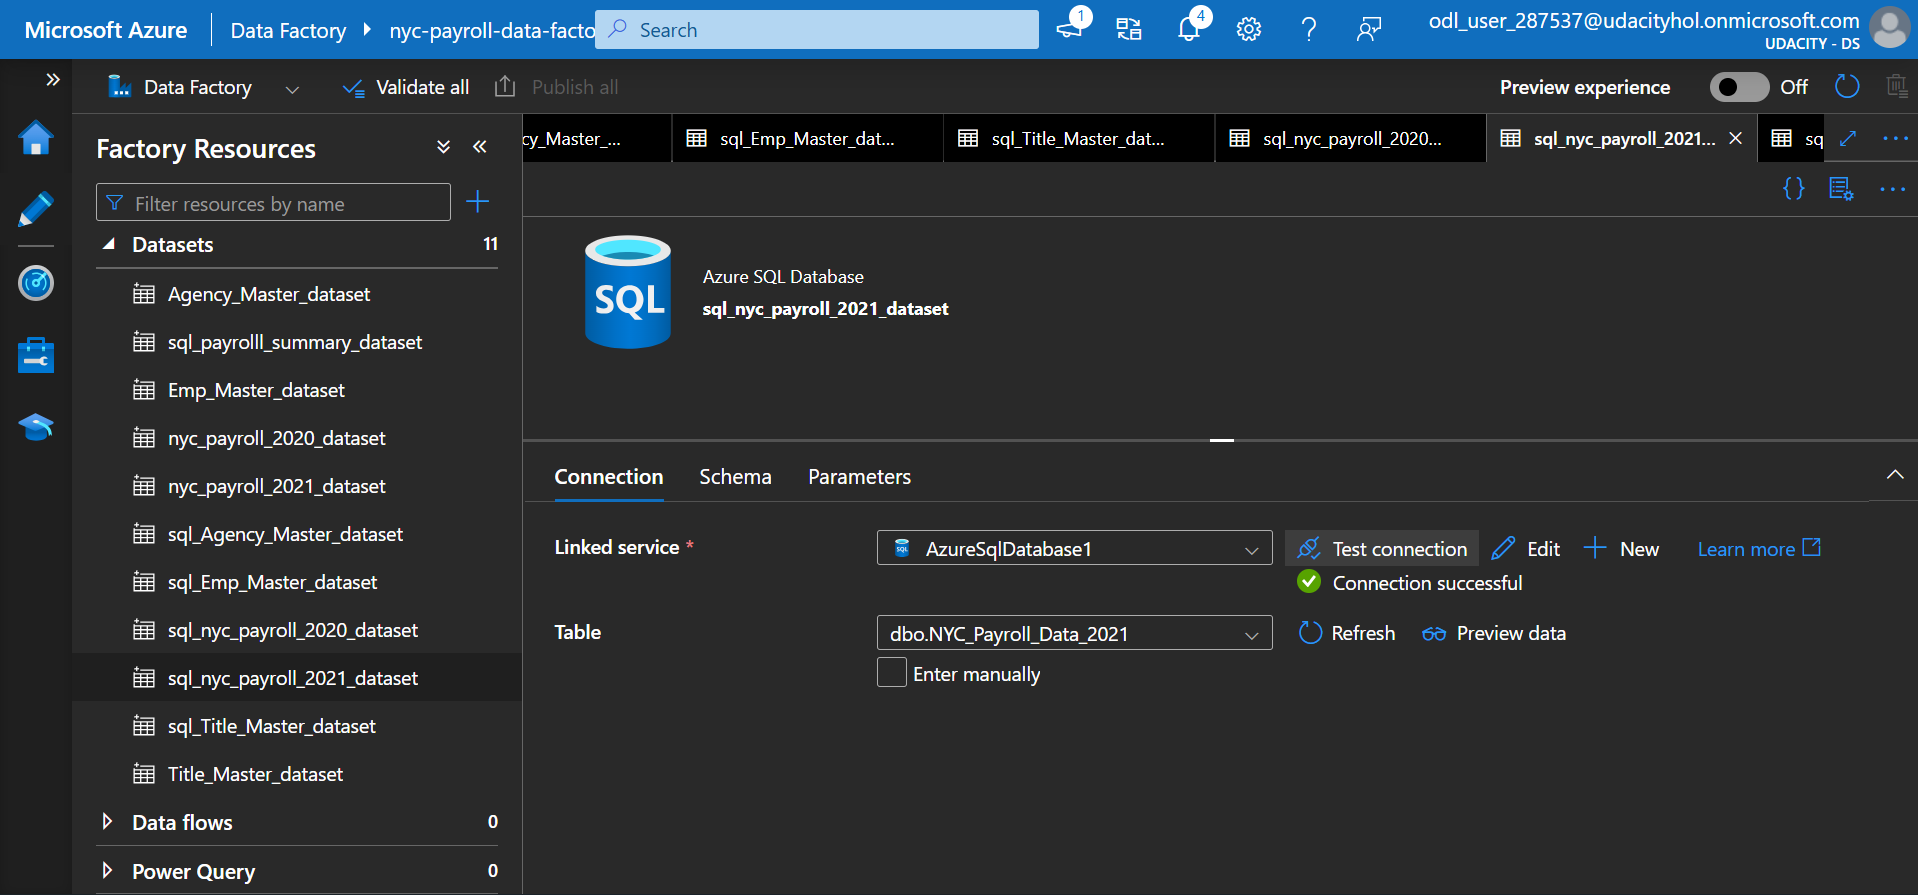 Microsoft Azure
Data Factory
nyc-payroll-data-facto
Search
1
4
odl_user_287537@udacityhol.onmicrosoft.com
UDACITY - DS
Data Factory
Validate all
Publish all
Preview experience
Off
Factory Resources
Filter resources by name
Datasets
11
Agency_Master_dataset
sql_payrolll_summary_dataset
Emp_Master_dataset
nyc_payroll_2020_dataset
nyc_payroll_2021_dataset
sql_Agency_Master_dataset
sql_Emp_Master_dataset
sql_nyc_payroll_2020_dataset
sql_nyc_payroll_2021_dataset
sql_Title_Master_dataset
Title_Master_dataset
Data flows
0
Power Query
0
cy_Master_...
sql_Emp_Master_dat...
sql_Title_Master_dat...
sql_nyc_payroll_2020...
sql_nyc_payroll_2021...
sq
SQL
Azure SQL Database
sql_nyc_payroll_2021_dataset
Connection
Schema
Parameters
Linked service *
SQL
AzureSqlDatabase1
Test connection
Edit
New
Learn more
Connection successful
Table
dbo.NYC_Payroll_Data_2021
Refresh
Preview data
Enter manually